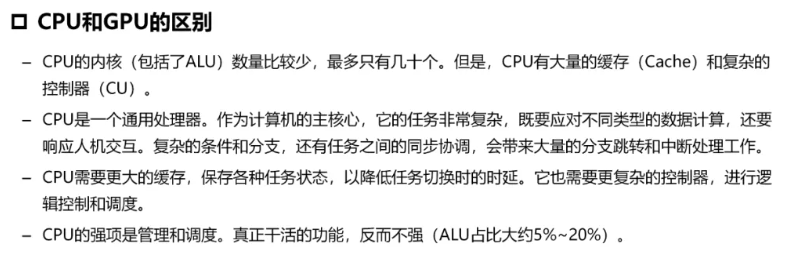 CPU和GPU的区别
– CPU的内核（包括了ALU）数量比较少，最多只有几十个。但是，CPU有大量的缓存（Cache）和复杂的
控制器（CU）。
– CPU是一个通用处理器。作为计算机的主核心，它的任务非常复杂，既要应对不同类型的数据计算，还要
响应人机交互。复杂的条件和分支，还有任务之间的同步协调，会带来大量的分支跳转和中断处理工作。
– CPU需要更大的缓存，保存各种任务状态，以降低任务切换时的时延。它也需要更复杂的控制器，进行逻
辑控制和调度。
– CPU的强项是管理和调度。真正干活的功能，反而不强（ALU占比大约5%~20%）。